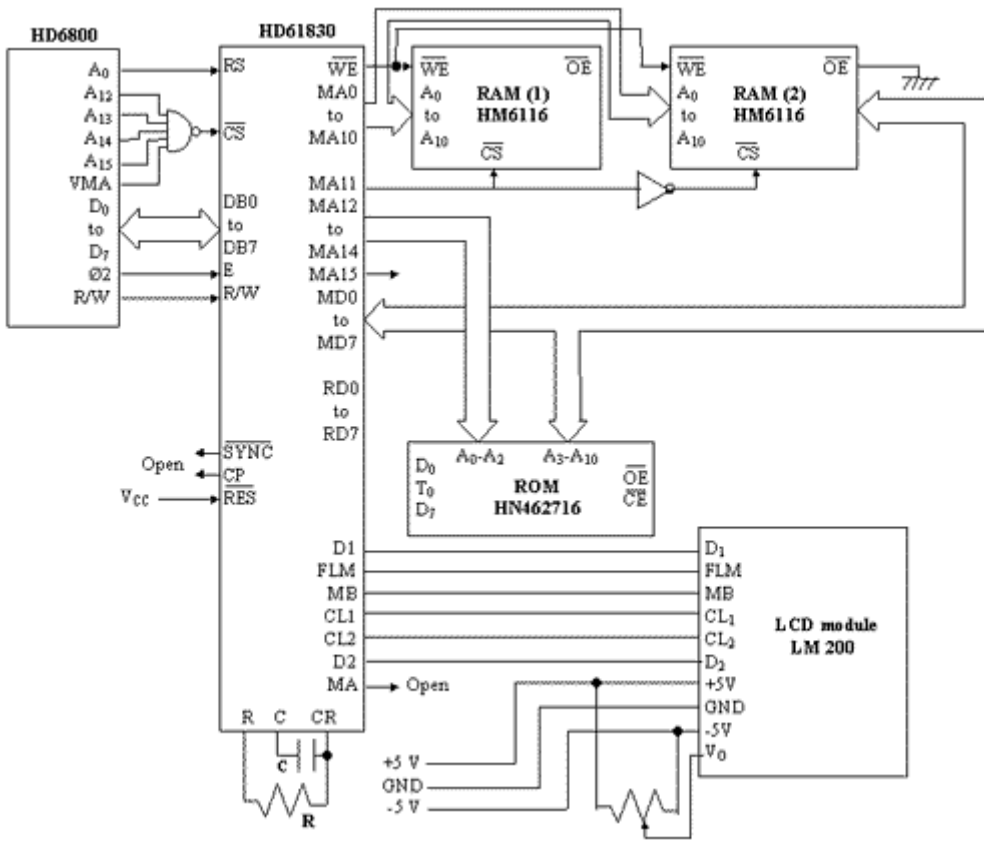 HD6800
A0
A12
A13
A14
A15
VMA
D0
to
D7
Ø2
R/W
HD61830
RS
CS
DB0
to
DB7
E
R/W
SYNC
CP
RES
Open
VCC
WE
MA0
to
MA10
MA11
MA12
to
MA14
MA15
MD0
to
MD7
RD0
to
RD7
D1
FLM
MB
CL1
CL2
D2
MA
Open
R
C
CR
C
R
WE
OE
A0
to
A10
RAM (1)
HM6116
CS
WE
OE
A0
to
A10
RAM (2)
HM6116
CS
A0-A2
A3-A10
D0
T0
D7
ROM
HN462716
OE
CE
D1
FLM
MB
CL1
CL2
D2
+5V
GND
-5V
V0
LCD module
LM 200
+5 V
GND
-5 V